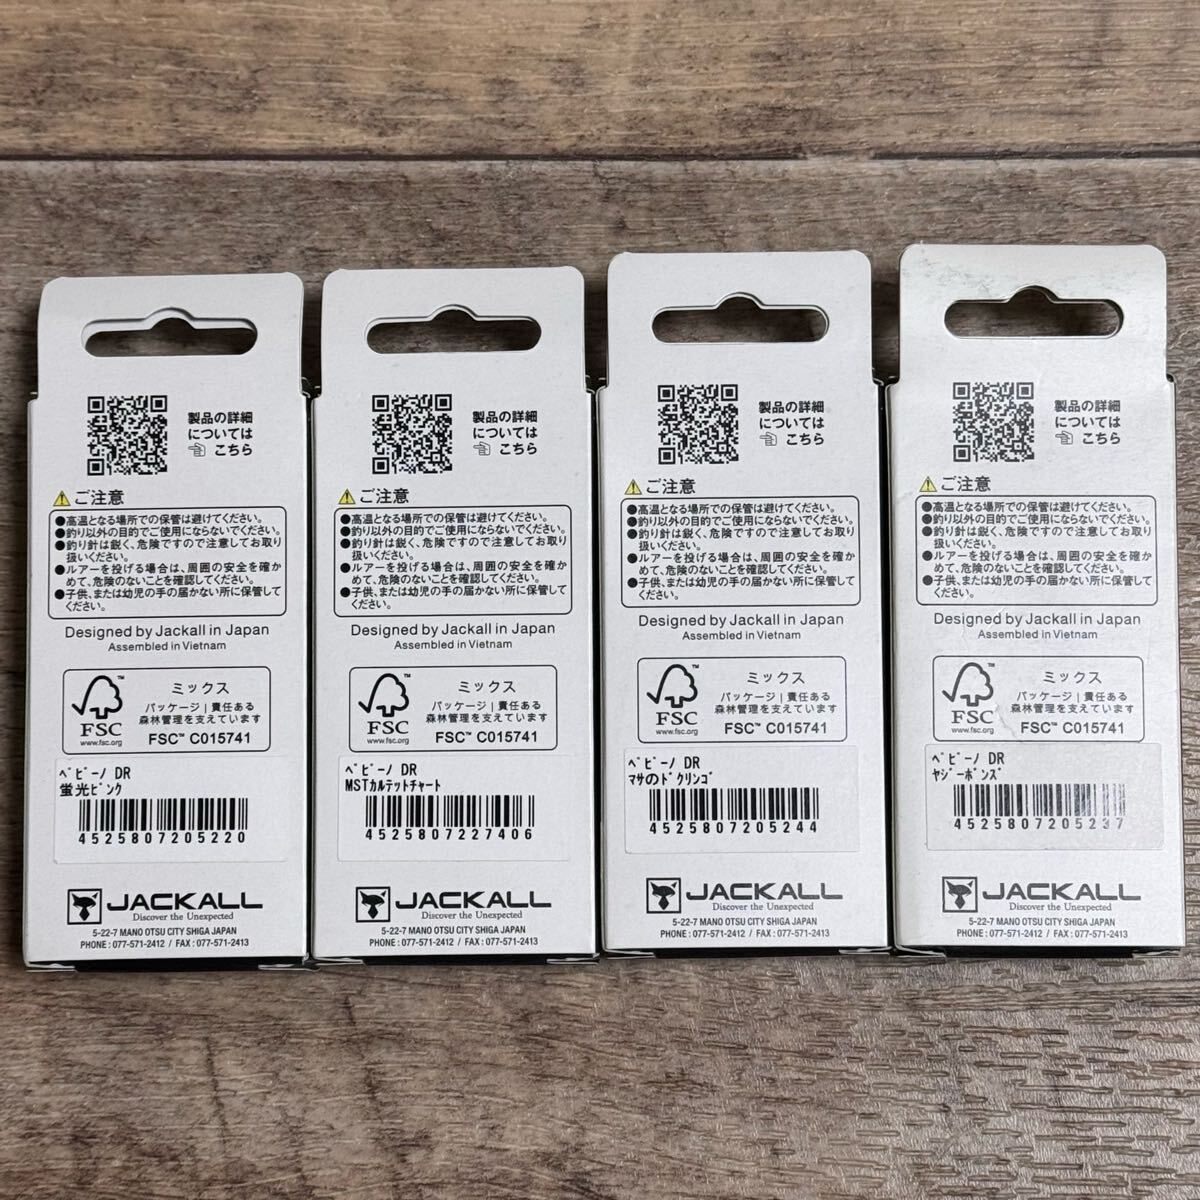 製品の詳細
については
こちら
ご注意
●高温となる場所での保管は避けてください。
●釣り以外の目的でご使用にならないでください。
●釣り針は鋭く、危険ですので注意してお取り
扱いください。
●ルアーを投げる場合は、周囲の安全を確か
めて、危険のないことを確認してください。
●子供、または幼児の手の届かない所に保管して
ください。
Designed by Jackall in Japan
Assembled in Vietnam
FSC
www.fsc.org
ミックス
パッケージ|責任ある
森林管理を支えています
FSC™ C015741
ﾍﾞﾋﾞｰﾉ DR
蛍光ﾋﾟﾝｸ
4525807205220
JACKALL
Discover the Unexpected
5-22-7 MANO OTSU CITY SHIGA JAPAN
PHONE : 077-571-2412 / FAX : 077-571-2413
製品の詳細
については
こちら
ご注意
●高温となる場所での保管は避けてください。
●釣り以外の目的でご使用にならないでください。
●釣り針は鋭く、危険ですので注意してお取り
扱いください。
●ルアーを投げる場合は、周囲の安全を確か
めて、危険のないことを確認してください。
●子供、または幼児の手の届かない所に保管して
ください。
Designed by Jackall in Japan
Assembled in Vietnam
FSC
www.fsc.org
ミックス
パッケージ|責任ある
森林管理を支えています
FSC™ C015741
ﾍﾞﾋﾞｰﾉ DR
MSTｶﾙﾃｯﾄﾁｬｰﾄ
4525807227406
JACKALL
Discover the Unexpected
5-22-7 MANO OTSU CITY SHIGA JAPAN
PHONE : 077-571-2412 / FAX : 077-571-2413
製品の詳細
については
こちら
ご注意
●高温となる場所での保管は避けてください。
●釣り以外の目的でご使用にならないでください。
●釣り針は鋭く、危険ですので注意してお取り
扱いください。
●ルアーを投げる場合は、周囲の安全を確か
めて、危険のないことを確認してください。
●子供、または幼児の手の届かない所に保管して
ください。
Designed by Jackall in Japan
Assembled in Vietnam
FSC
www.fsc.org
ミックス
パッケージ|責任ある
森林管理を支えています
FSC™ C015741
ﾍﾞﾋﾞｰﾉ DR
ﾏｻのﾄﾞｸﾘﾝｺﾞ
4525807205244
JACKALL
Discover the Unexpected
5-22-7 MANO OTSU CITY SHIGA JAPAN
PHONE : 077-571-2412 / FAX : 077-571-2413
製品の詳細
については
こちら
ご注意
●高温となる場所での保管は避けてください。
●釣り以外の目的でご使用にならないでください。
●釣り針は鋭く、危険ですので注意してお取り
扱いください。
●ルアーを投げる場合は、周囲の安全を確か
めて、危険のないことを確認してください。
●子供、または幼児の手の届かない所に保管して
ください。
Designed by Jackall in Japan
Assembled in Vietnam
FSC
www.fsc.org
ミックス
パッケージ|責任ある
森林管理を支えています
FSC™ C015741
ﾍﾞﾋﾞｰﾉ DR
ﾔｼﾞｰﾎﾟﾝｽﾞ
4525807205237
JACKALL
Discover the Unexpected
5-22-7 MANO OTSU CITY SHIGA JAPAN
PHONE : 077-571-2412 / FAX : 077-571-2413